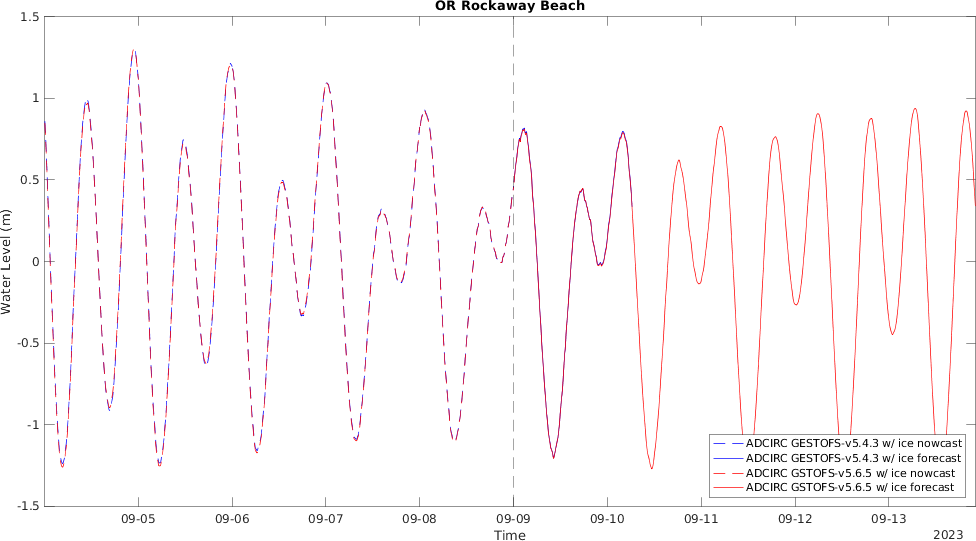 OR Rockaway Beach
1.5
1
0.5
0
-0.5
-1
-1.5
Water Level (m)
ADCIRC GESTOFS-v5.4.3 w/ ice nowcast
ADCIRC GESTOFS-v5.4.3 w/ ice forecast
ADCIRC GSTOFS-v5.6.5 w/ ice nowcast
ADCIRC GSTOFS-v5.6.5 w/ ice forecast
09-05 09-06 09-07 09-08 09-09 09-10 09-11 09-12 09-13
Time
2023